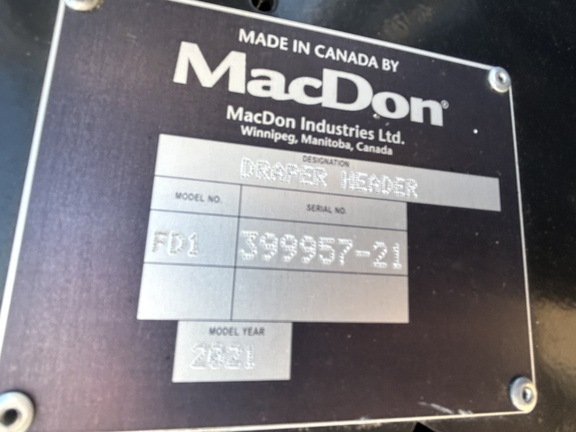 MADE IN CANADA BY
MacDon®
MacDon Industries Ltd.
Winnipeg, Manitoba, Canada
DESIGNATION
DRAPER HEADER
MODEL NO. SERIAL NO.
FD1 399957-21
MODEL YEAR
2021